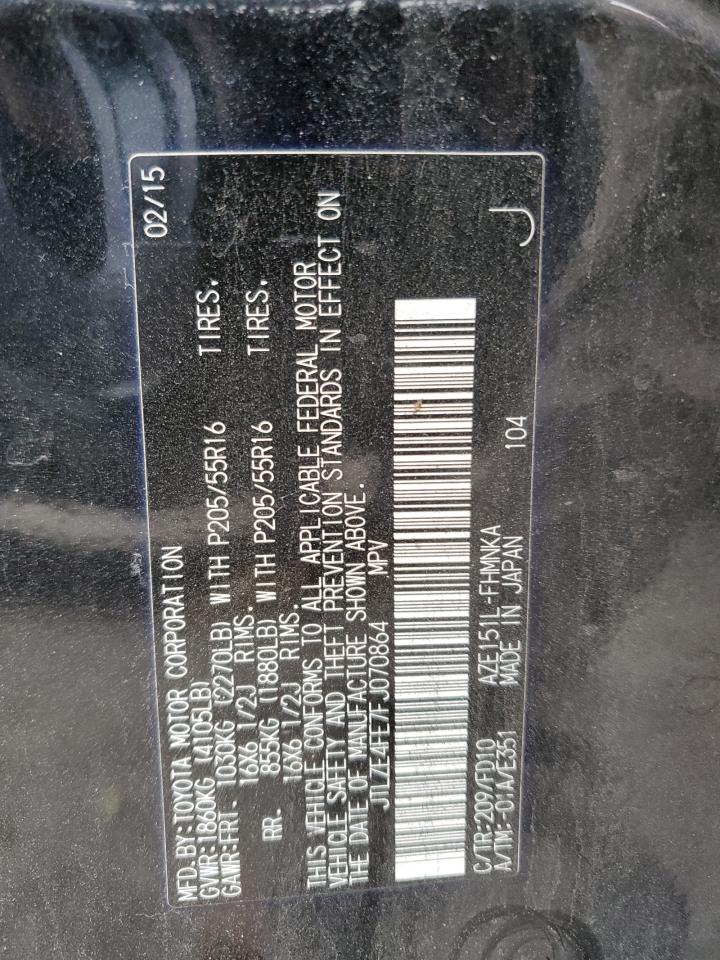 MFD.BY:TOYOTA MOTOR CORPORATION 02/15
GVWR:1860KG (4105LB)
GAWR:FRT. 1030KG (2270LB) WITH P205/55R16 TIRES.
16X6 1/2J RIMS.
RR. 855KG (1880LB) WITH P205/55R16 TIRES.
16X6 1/2J RIMS.
THIS VEHICLE CONFORMS TO ALL APPLICABLE FEDERAL MOTOR
VEHICLE SAFETY AND THEFT PREVENTION STANDARDS IN EFFECT ON
THE DATE OF MANUFACTURE SHOWN ABOVE.
JTLZE4FE7FJ070864 MPV
C/TR:209/FD10 AZE151L-FHMNKA
A/TM:-01A/E351 MADE IN JAPAN 104 J